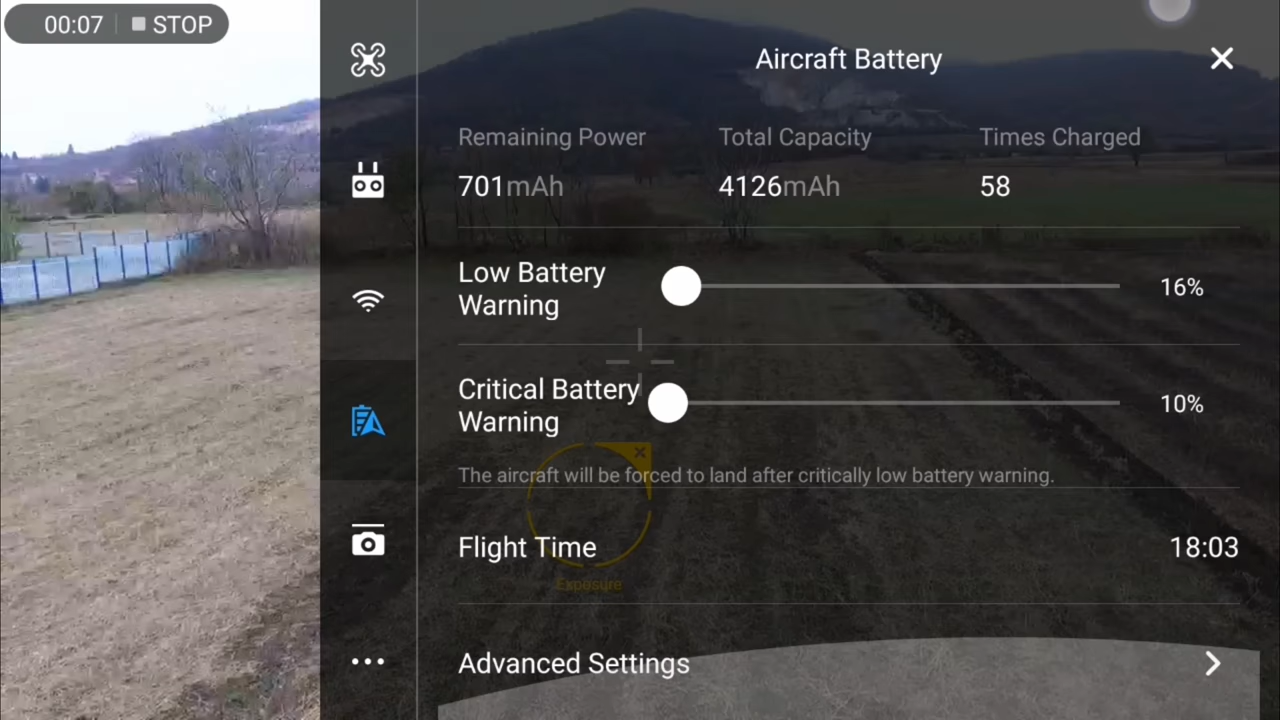 00:07 STOP
Aircraft Battery
Remaining Power Total Capacity Times Charged
701mAh 4126mAh 58
Low Battery
Warning
16%
Critical Battery
Warning
10%
The aircraft will be forced to land after critically low battery warning.
Flight Time 18:03
Exposure
Advanced Settings